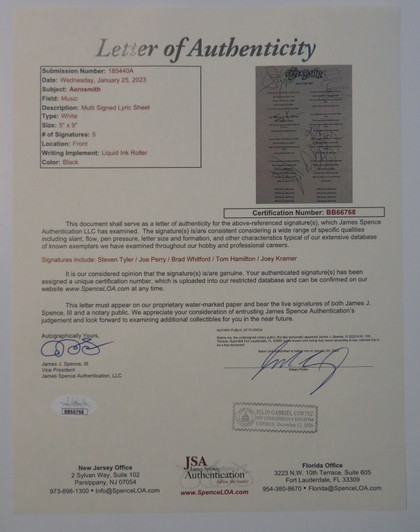 Letter of Authenticity
Submission Number: 185440A
Date: Wednesday, January 25, 2023
Subject: Aerosmith
Field: Music
Description: Multi Signed Lyric Sheet
Type: White
Size: 5" x 9"
# of Signatures: 5
Location: Front
Writing Implement: Liquid Ink Roller
Color: Black
Certification Number: BB66768
This document shall serve as a letter of authenticity for the above-referenced signature(s), which James Spence
Authentication LLC has examined. The signature(s) is/are consistent considering a wide range of specific qualities
including slant, flow, pen pressure, letter size and formation, and other characteristics typical of our extensive database
of known exemplars we have examined throughout our hobby and professional careers.
Signatures include: Steven Tyler / Joe Perry / Brad Whitford / Tom Hamilton / Joey Kramer
It is our considered opinion that the signature(s) is/are genuine. Your authenticated signature(s) has been
assigned a unique certification number, which is uploaded into our restricted database and can be confirmed on our
website www.SpenceLOA.com at any time.
This letter must appear on our proprietary water-marked paper and bear the live signatures of both James J.
Spence, III and a notary public. We appreciate your consideration of entrusting James Spence Authentication's
judgement and look forward to examining additional collectibles for you in the near future.
Autographically Yours,
NOTARY PUBLIC OF FLORIDA
James J. Spence, III
Vice President
James Spence Authentication, LLC
Notary Public
BB66768
JULIO GABRIEL CORTEZ
New Jersey Office
2 Sylvan Way, Suite 102
Parsippany, NJ 07054
973-898-1300 • Info@SpenceLOA.com
JSA
James Spence
Authentication
www.SpenceLOA.com
Florida Office
3223 N.W. 10th Terrace, Suite 605
Fort Lauderdale, FL 33309
954-380-8670 • Florida@SpenceLOA.com